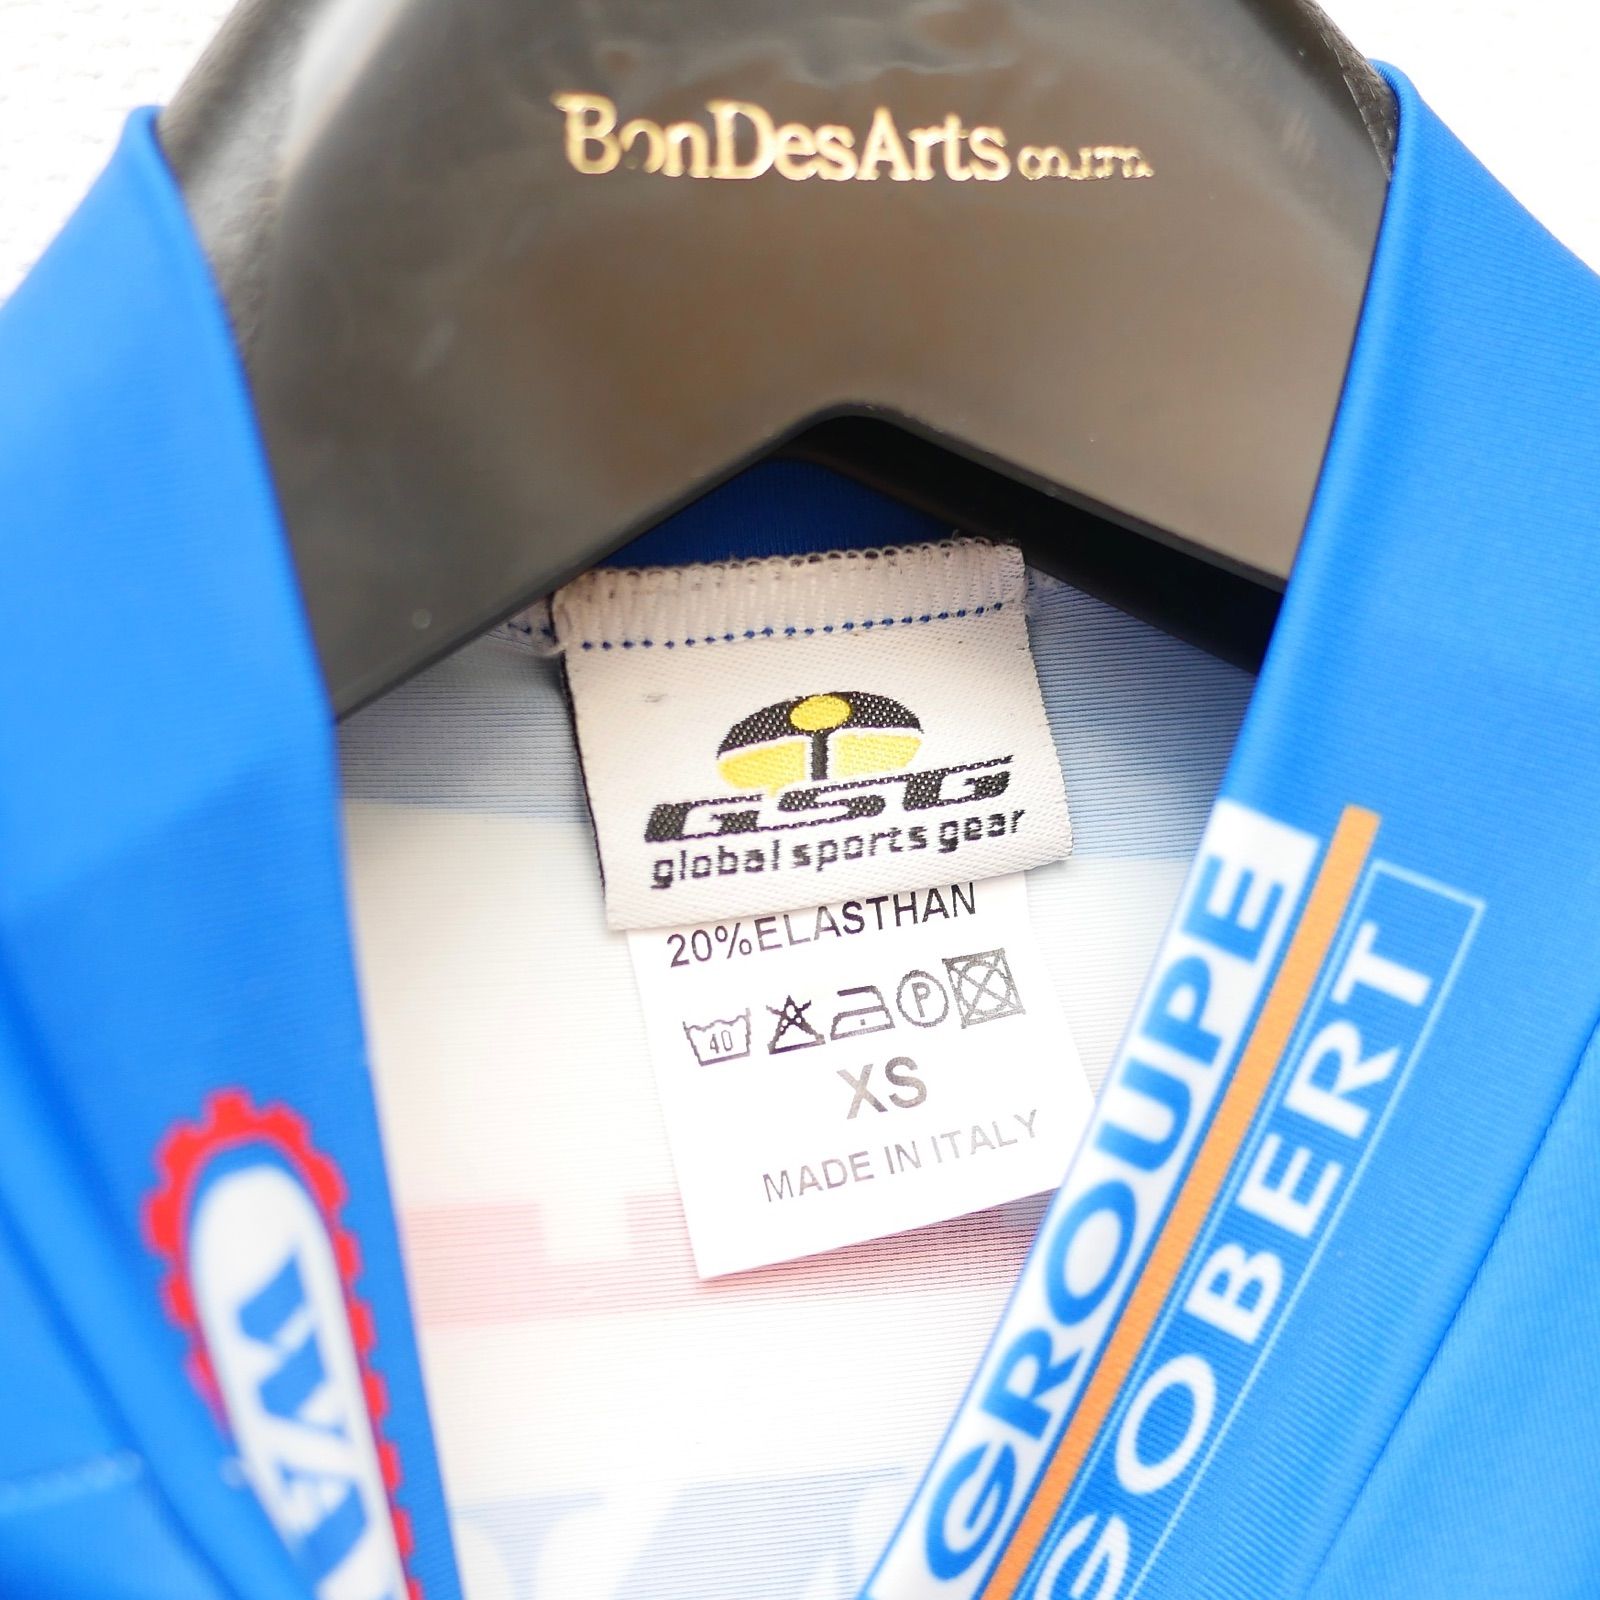 BonDesArts CO.,LTD.
GSG
global sports gear
20%ELASTHAN
40
P
XS
MADE IN ITALY
GROUPE
GOBERT